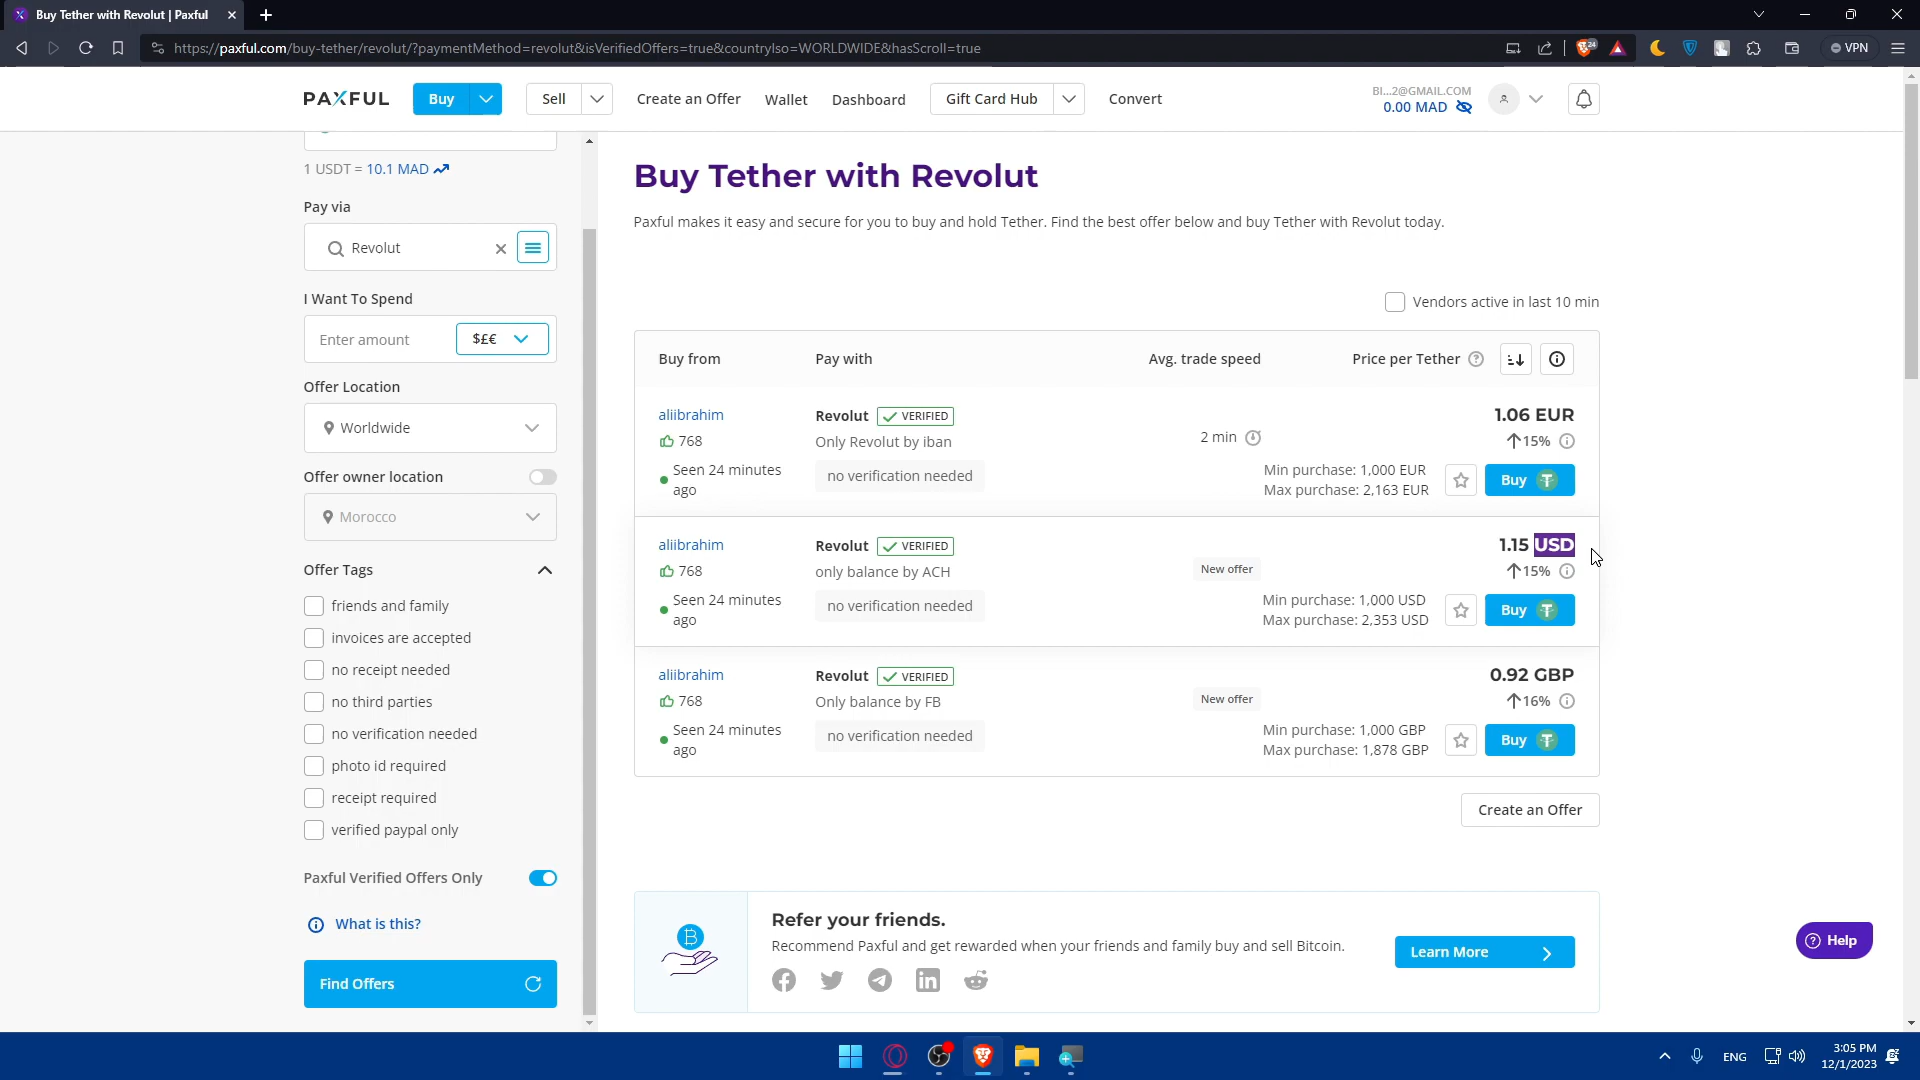 Buy Tether with Revolut | Paxful
https://paxful.com/buy-tether/revolut/?paymentMethod=revolut&isVerifiedOffers=true&countryIso=WORLDWIDE&hasScroll=true
24
VPN
PAXFUL
Buy
Sell
Create an Offer
Wallet
Dashboard
Gift Card Hub
Convert
BI...2@GMAIL.COM
0.00 MAD
1 USDT = 10.1 MAD
Pay via
Revolut
I Want To Spend
Enter amount
$£€
Offer Location
Worldwide
Offer owner location
Morocco
Offer Tags
friends and family
invoices are accepted
no receipt needed
no third parties
no verification needed
photo id required
receipt required
verified paypal only
Paxful Verified Offers Only
What is this?
Find Offers
Buy Tether with Revolut
Paxful makes it easy and secure for you to buy and hold Tether. Find the best offer below and buy Tether with Revolut today.
Vendors active in last 10 min
Buy from
Pay with
Avg. trade speed
Price per Tether
aliibrahim
768
Seen 24 minutes
ago
Revolut
VERIFIED
Only Revolut by iban
no verification needed
2 min
1.06 EUR
15%
Min purchase: 1,000 EUR
Max purchase: 2,163 EUR
Buy
aliibrahim
768
Seen 24 minutes
ago
Revolut
VERIFIED
only balance by ACH
no verification needed
New offer
1.15 USD
15%
Min purchase: 1,000 USD
Max purchase: 2,353 USD
Buy
aliibrahim
768
Seen 24 minutes
ago
Revolut
VERIFIED
Only balance by FB
no verification needed
New offer
0.92 GBP
16%
Min purchase: 1,000 GBP
Max purchase: 1,878 GBP
Buy
Create an Offer
Refer your friends.
Recommend Paxful and get rewarded when your friends and family buy and sell Bitcoin.
Learn More
Help
ENG
3:05 PM
12/1/2023